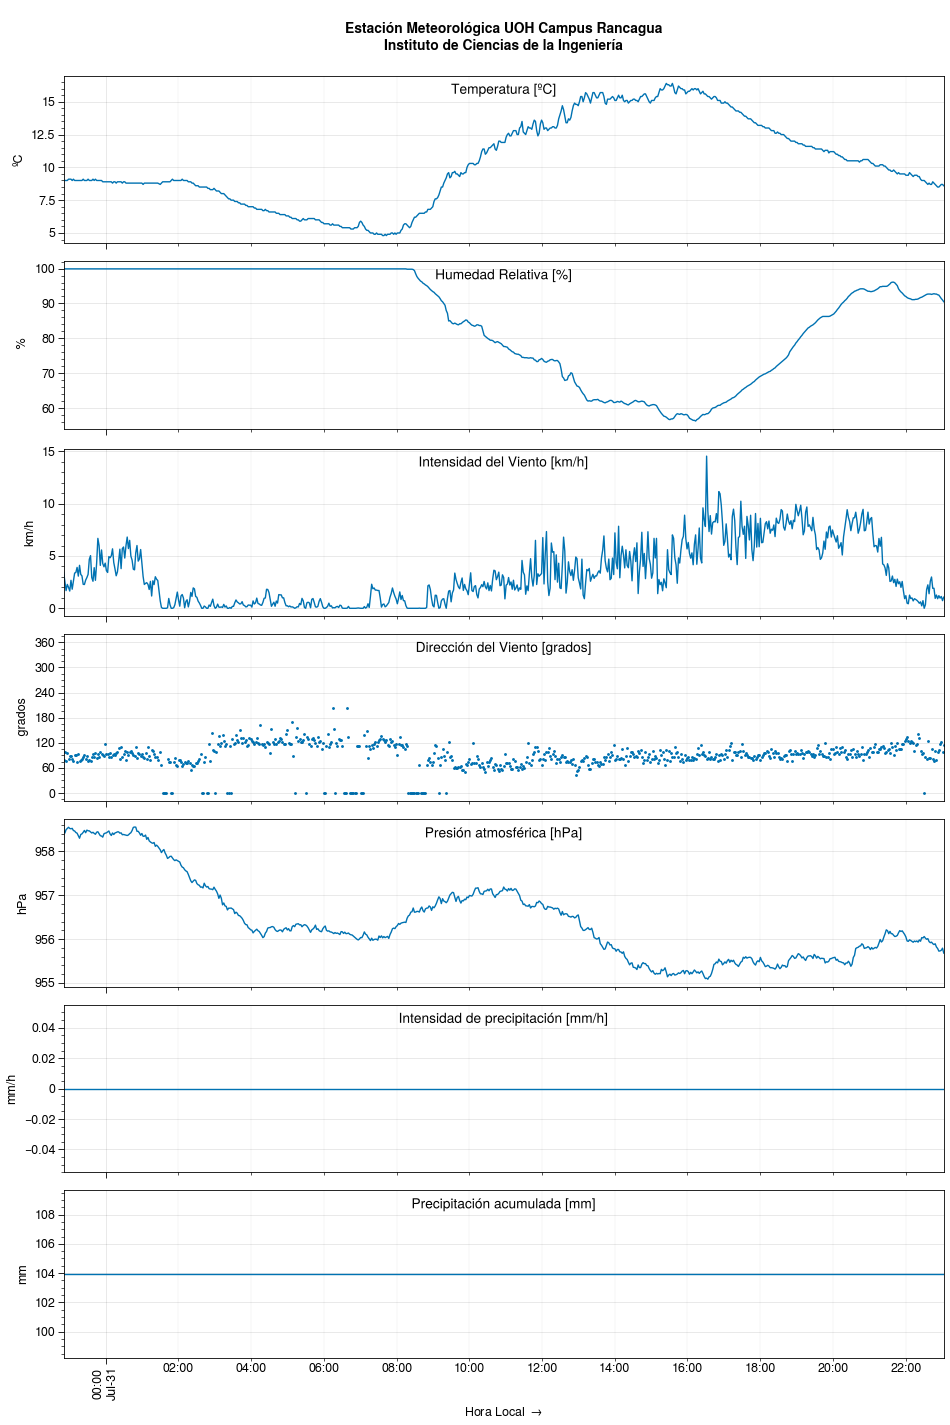 Estación Meteorológica UOH Campus Rancagua
Instituto de Ciencias de la Ingeniería
Temperatura [ºC]
15
12.5
10
7.5
5
ºC
Humedad Relativa [%]
100
90
80
70
60
%
Intensidad del Viento [km/h]
15
10
5
0
km/h
Dirección del Viento [grados]
360
300
240
180
120
60
0
grados
Presión atmosférica [hPa]
958
957
956
955
hPa
Intensidad de precipitación [mm/h]
0.04
0.02
0
−0.02
−0.04
mm/h
Precipitación acumulada [mm]
108
106
104
102
100
mm
00:00
Jul-31
02:00
04:00
06:00
08:00
10:00
12:00
14:00
16:00
18:00
20:00
22:00
Hora Local →